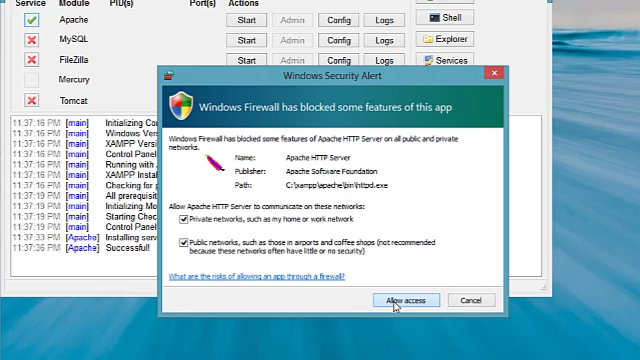 Service Module PID(s) Port(s) Actions
Apache Start Admin Config Logs Shell
MySQL Start Admin Config Logs Explorer
FileZilla Start Admin Config Logs Services
Mercury
Tomcat
11:37:16 PM [main] Initializing Co
11:37:16 PM [main] Windows Vers
11:37:16 PM [main] XAMPP Versi
11:37:16 PM [main] Control Panel
11:37:16 PM [main] Running with
11:37:16 PM [main] XAMPP Install
11:37:16 PM [main] Checking for p
11:37:16 PM [main] All prerequisit
11:37:16 PM [main] Initializing Mo
11:37:16 PM [main] Starting Chec
11:37:16 PM [main] Control Panel
11:37:33 PM [Apache] Installing serv
11:37:36 PM [Apache] Successful!
Windows Security Alert
Windows Firewall has blocked some features of this app
Windows Firewall has blocked some features of Apache HTTP Server on all public and private
networks.
Name: Apache HTTP Server
Publisher: Apache Software Foundation
Path: C:\xampp\apache\bin\httpd.exe
Allow Apache HTTP Server to communicate on these networks:
Private networks, such as my home or work network
Public networks, such as those in airports and coffee shops (not recommended
because these networks often have little or no security)
What are the risks of allowing an app through a firewall?
Allow access Cancel